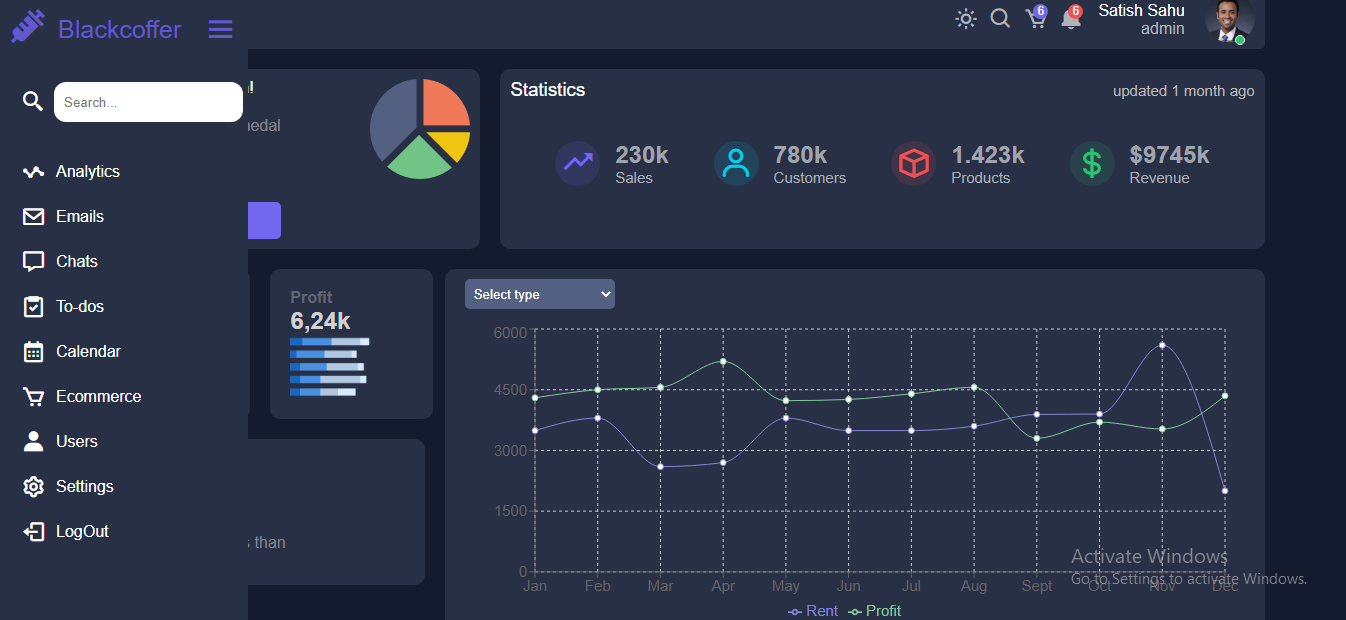 Blackcoffer
6
6
Satish Sahu
admin
Search...
Analytics
Emails
Chats
To-dos
Calendar
Ecommerce
Users
Settings
LogOut
!
Statistics
updated 1 month ago
230k
Sales
780k
Customers
1.423k
Products
$9745k
Revenue
Profit
6,24k
than
Select type
6000
4500
3000
1500
0
Jan Feb Mar Apr May Jun Jul Aug Sept Oct Nov Dec
Rent Profit
Activate Windows
Go to Settings to activate Windows.